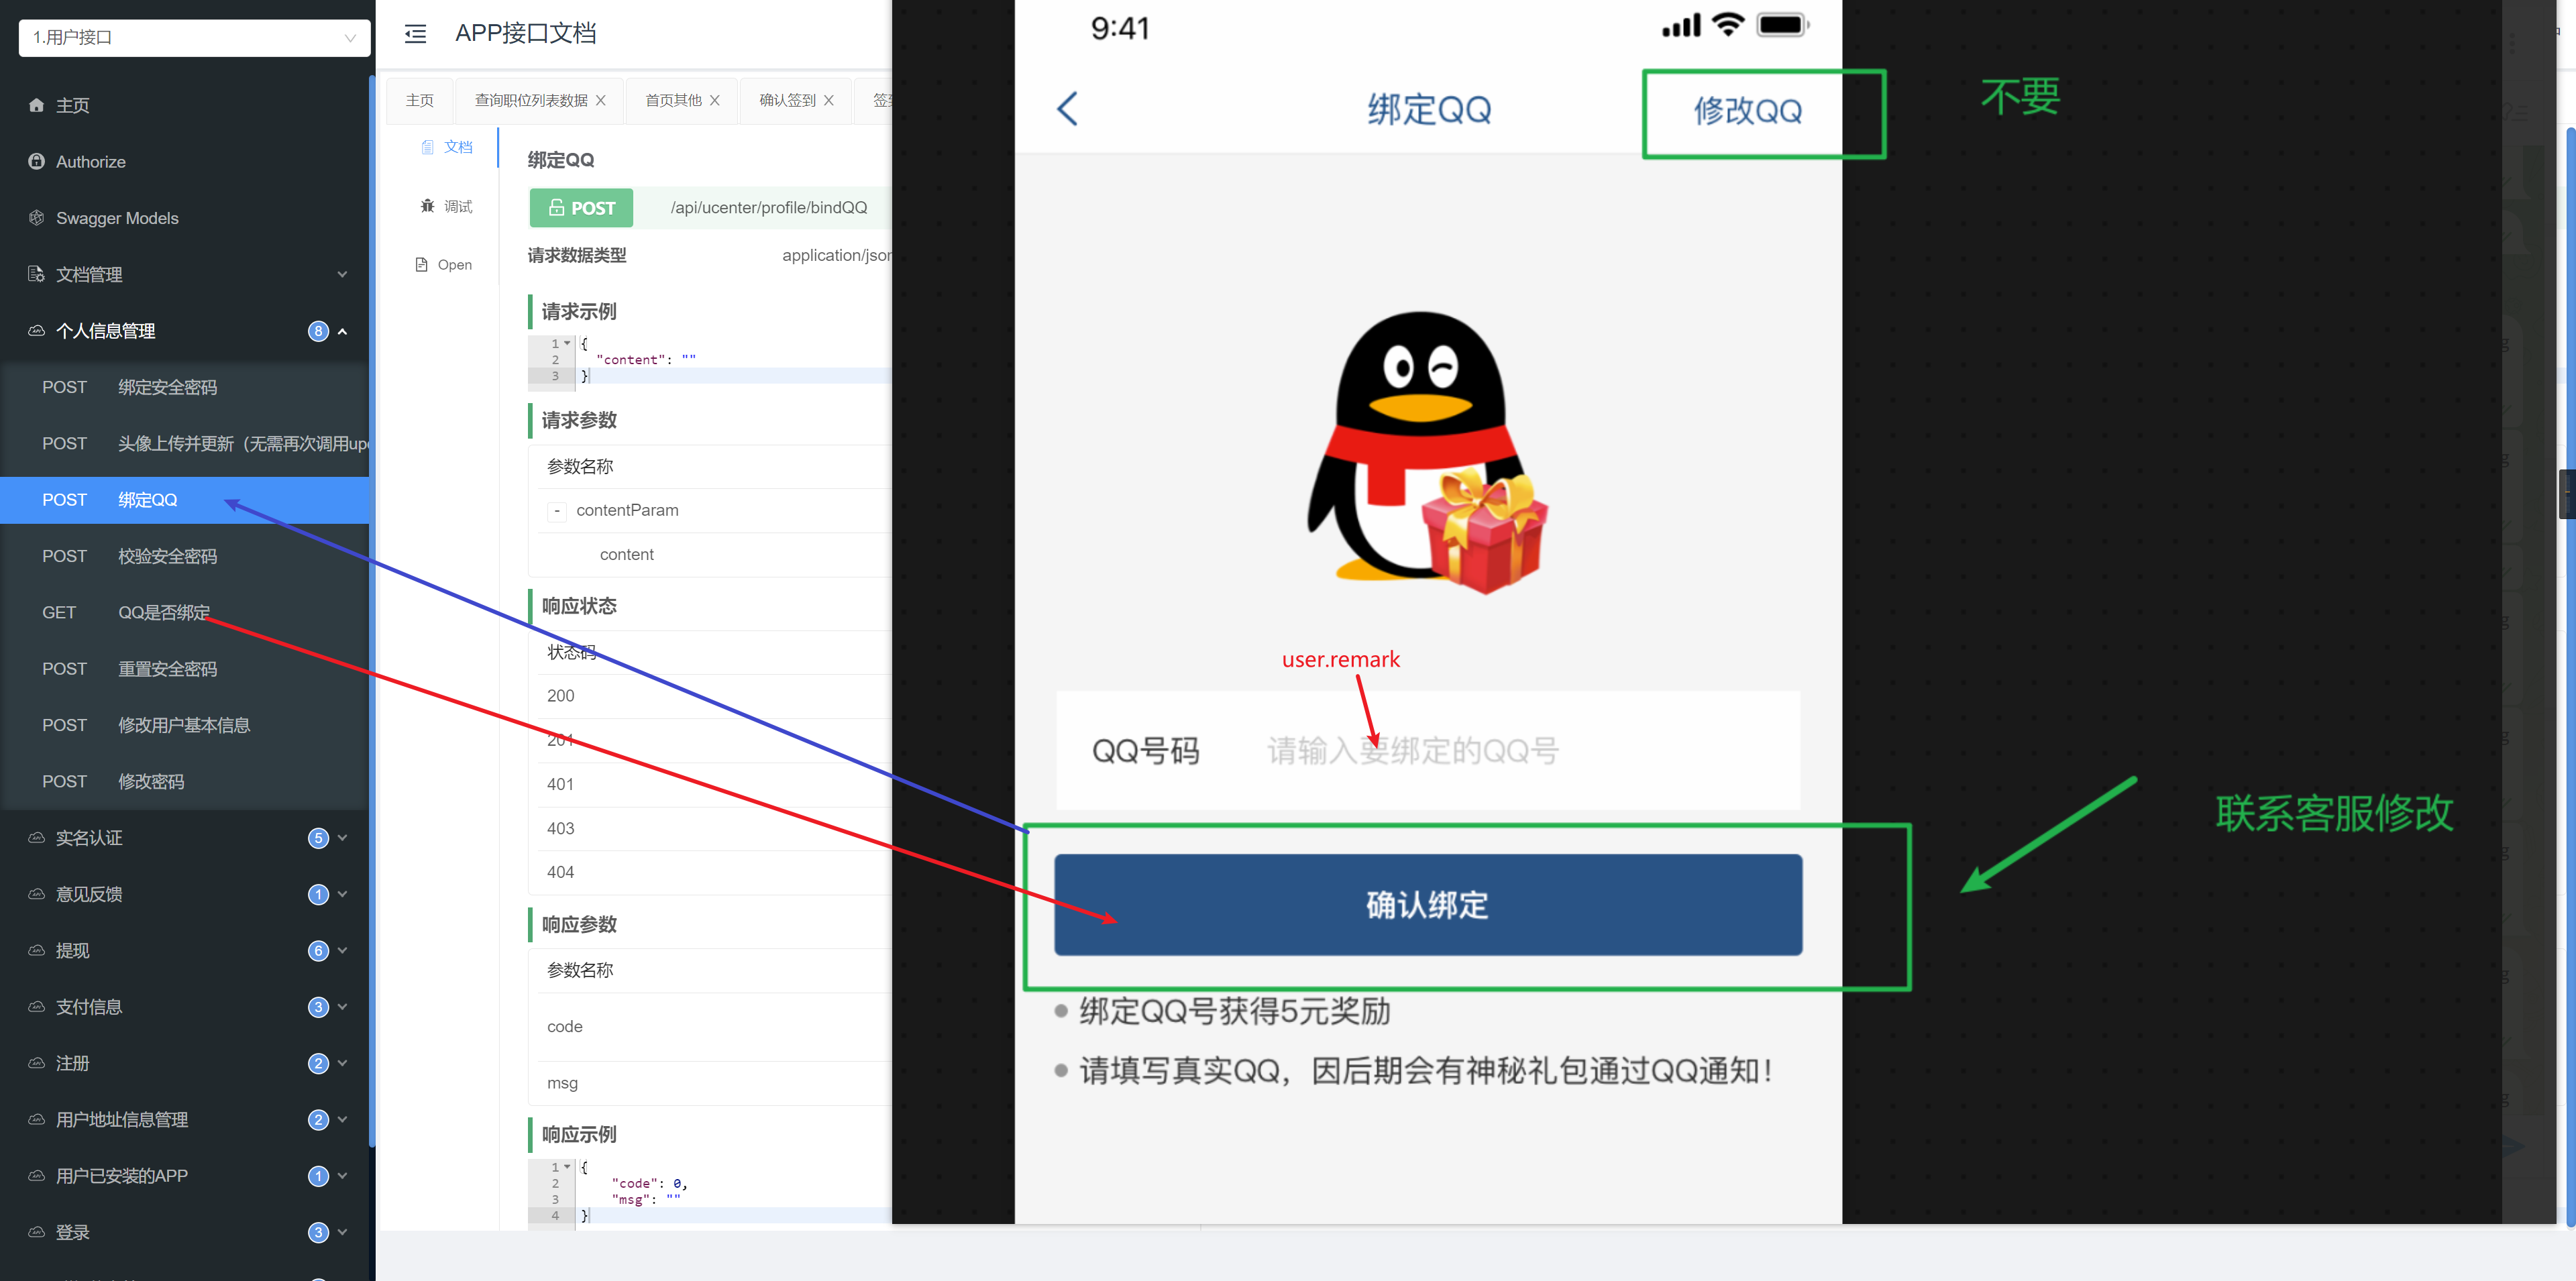 1.用户接口
主页
Authorize
Swagger Models
文档管理
个人信息管理 8
POST 绑定安全密码
POST 头像上传并更新（无需再次调用upd
POST 绑定QQ
POST 校验安全密码
GET QQ是否绑定
POST 重置安全密码
POST 修改用户基本信息
POST 修改密码
实名认证 5
意见反馈 1
提现 6
支付信息 3
注册 2
用户地址信息管理 2
用户已安装的APP 1
登录 3
APP接口文档
主页 查询职位列表数据 首页其他 确认签到 签到
文档
调试
Open
绑定QQ
POST /api/ucenter/profile/bindQQ
请求数据类型 application/json
请求示例
1 {
2 "content": ""
3 }
请求参数
参数名称
- contentParam
content
响应状态
状态码
200
201
401
403
404
响应参数
参数名称
code
msg
响应示例
1 {
2 "code": 0,
3 "msg": ""
4 }
9:41
绑定QQ 修改QQ
不要
user.remark
QQ号码 请输入要绑定的QQ号
联系客服修改
确认绑定
绑定QQ号获得5元奖励
请填写真实QQ，因后期会有神秘礼包通过QQ通知！